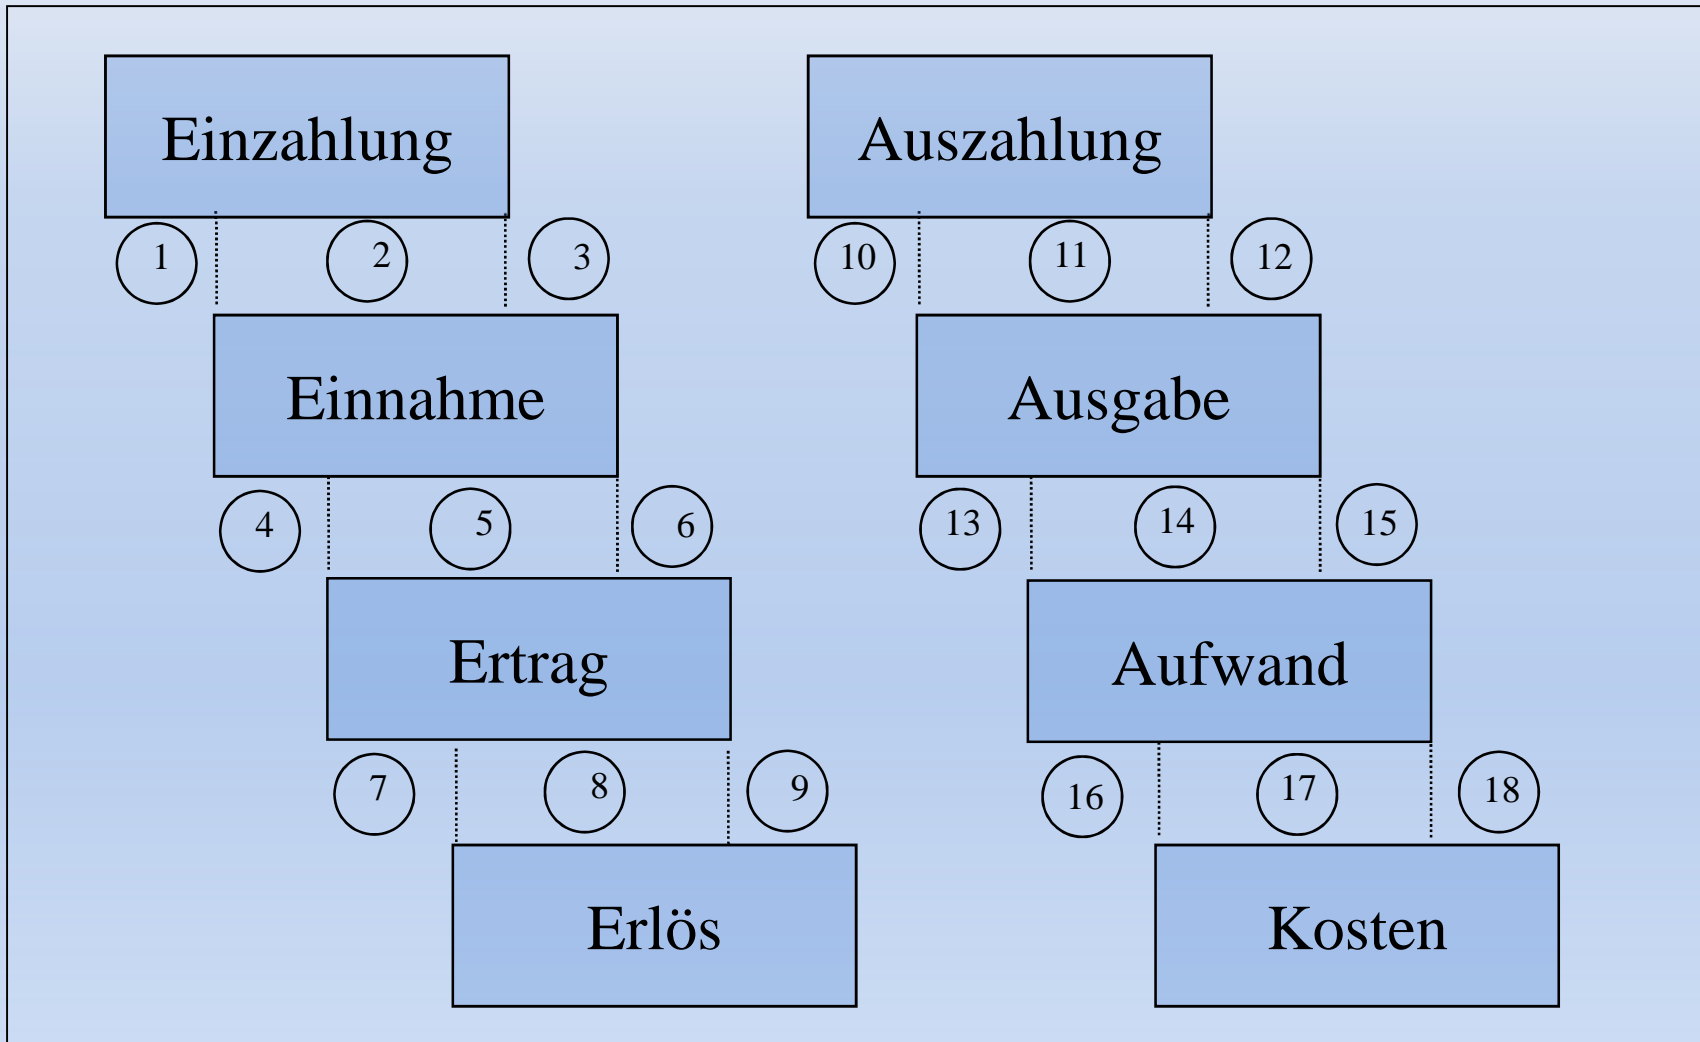 Einzahlung
Auszahlung
1
2
3
10
11
12
Einnahme
Ausgabe
4
5
6
13
14
15
Ertrag
Aufwand
7
8
9
16
17
18
Erlös
Kosten